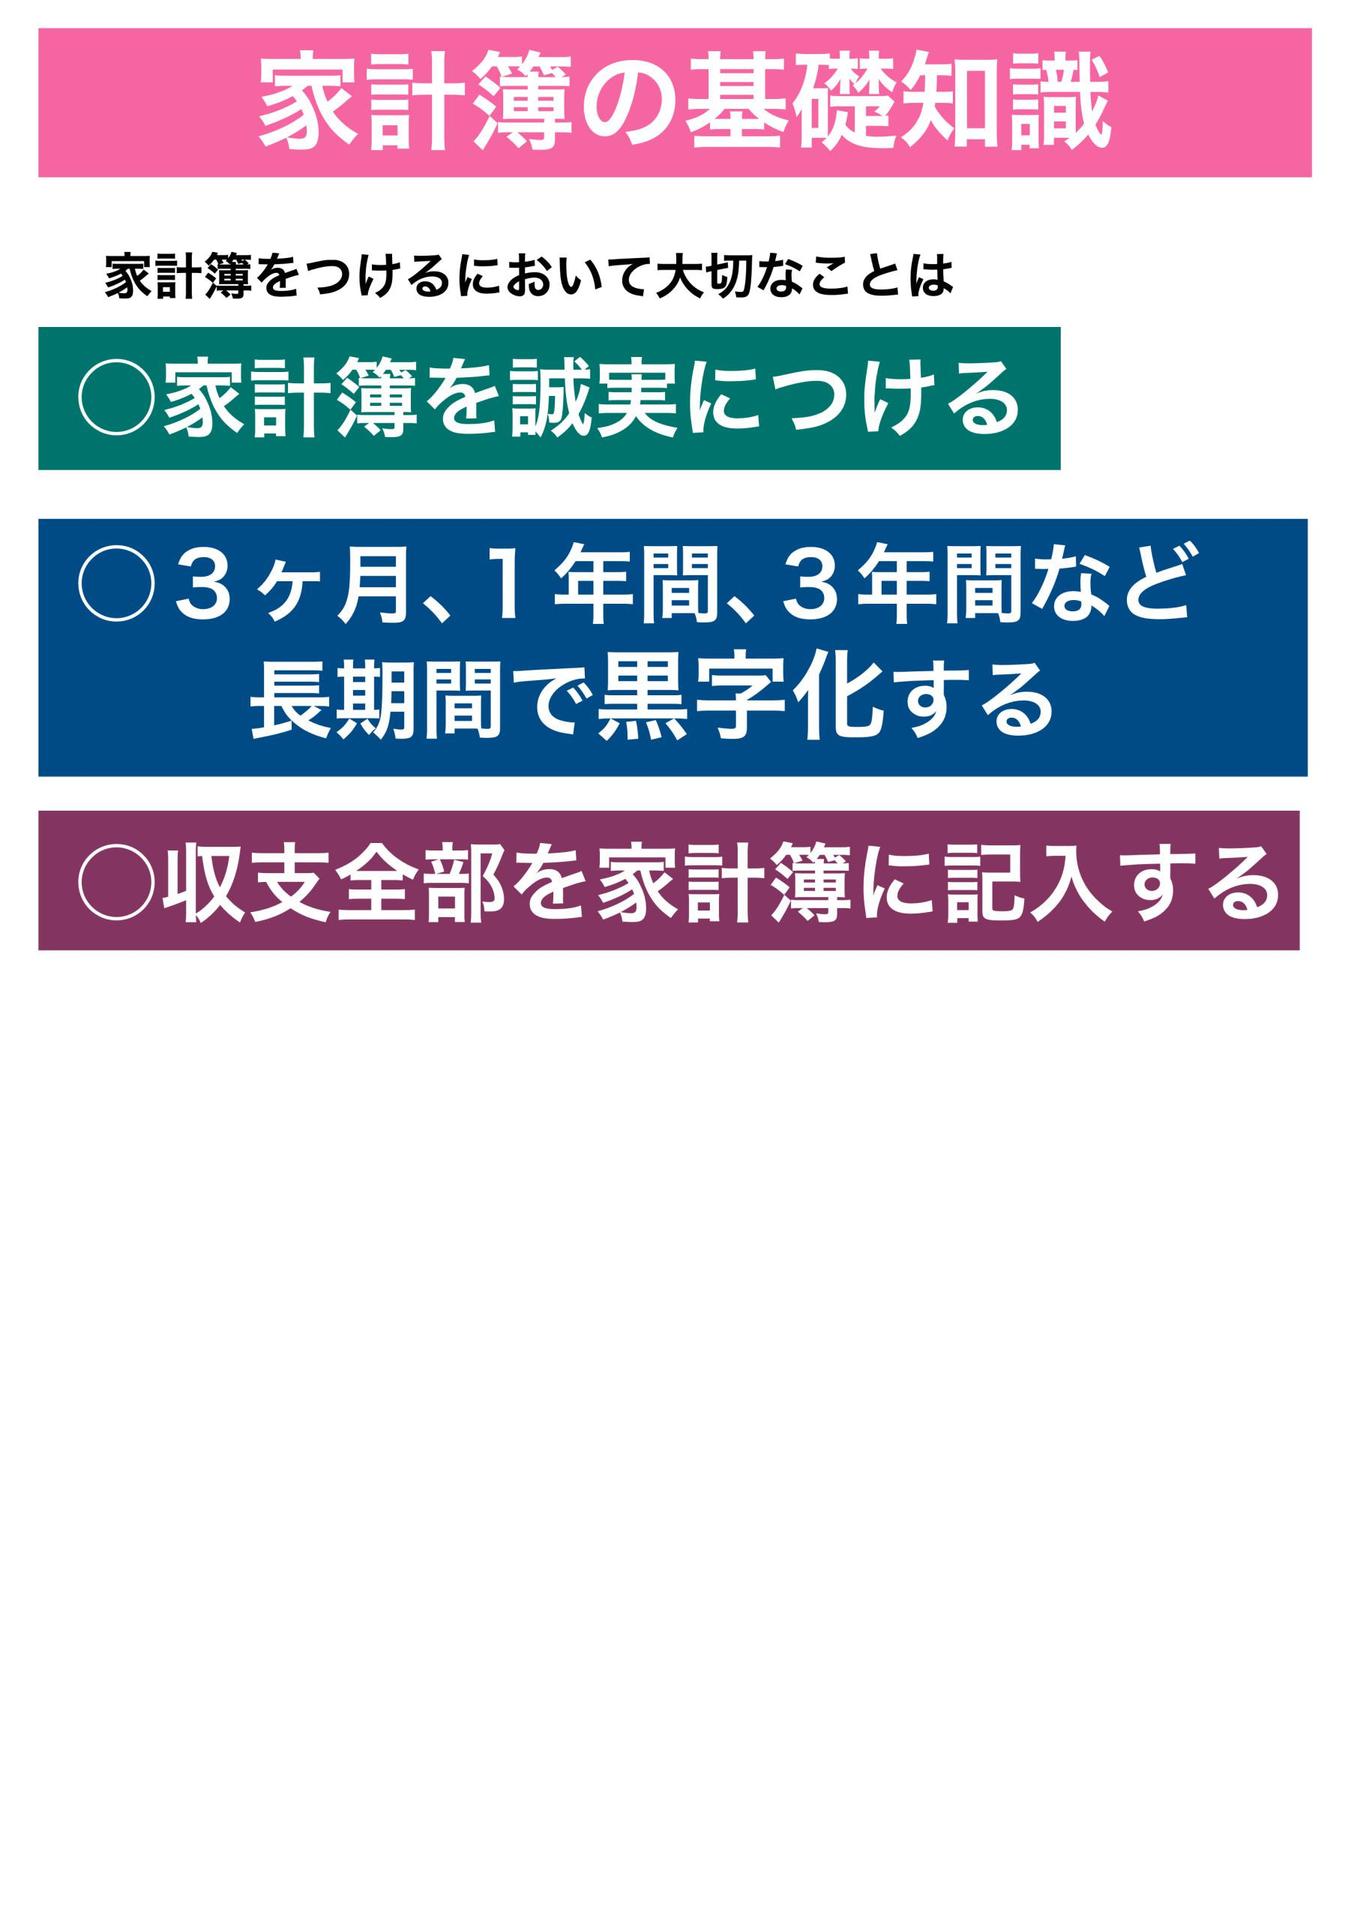 家計簿の基礎知識
家計簿をつけるにおいて大切なことは
○家計簿を誠実につける
○３ヶ月、１年間、３年間など
長期間で黒字化する
○収支全部を家計簿に記入する